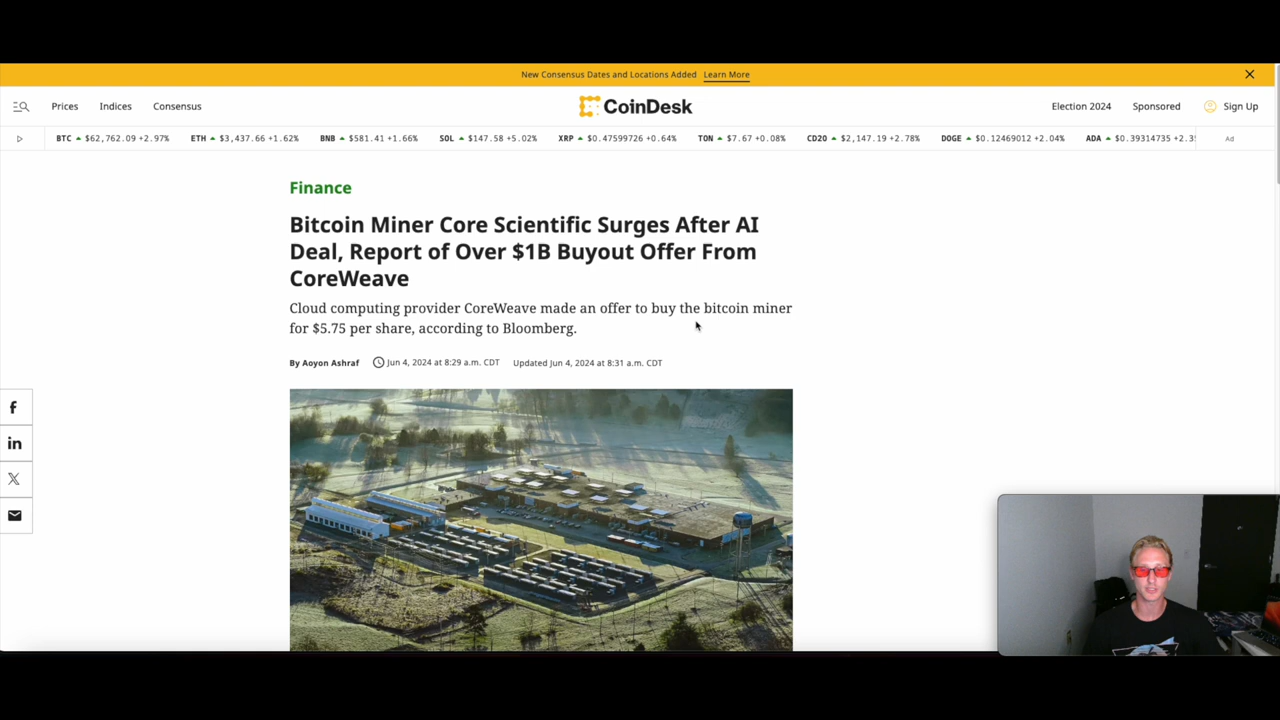 New Consensus Dates and Locations Added Learn More
Prices Indices Consensus CoinDesk Election 2024 Sponsored Sign Up
BTC $62,762.09 +2.97% ETH $3,437.66 +1.62% BNB $581.41 +1.66% SOL $147.58 +5.02% XRP $0.47599726 +0.64% TON $7.67 +0.08% CD20 $2,147.19 +2.78% DOGE $0.12469012 +2.04% ADA $0.39314735 Ad
Finance
Bitcoin Miner Core Scientific Surges After AI
Deal, Report of Over $1B Buyout Offer From
CoreWeave
Cloud computing provider CoreWeave made an offer to buy the bitcoin miner
for $5.75 per share, according to Bloomberg.
By Aoyon Ashraf Jun 4, 2024 at 8:29 a.m. CDT Updated Jun 4, 2024 at 8:31 a.m. CDT